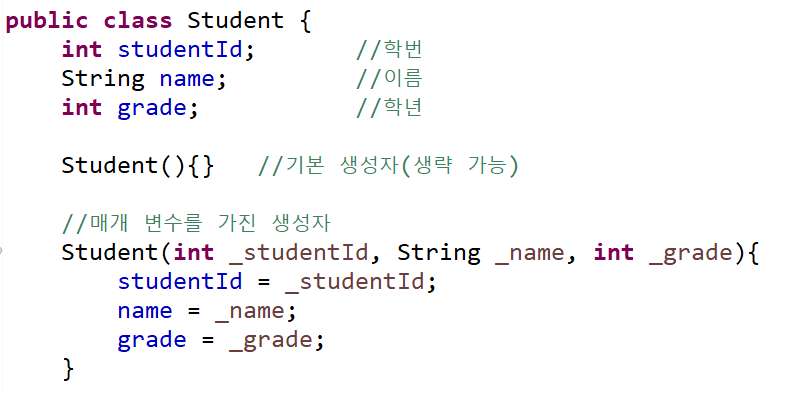 public class Student {
int studentId; //학번
String name; //이름
int grade; //학년
Student(){} //기본 생성자(생략 가능)
//매개 변수를 가진 생성자
Student(int _studentId, String _name, int _grade){
studentId = _studentId;
name = _name;
grade = _grade;
}